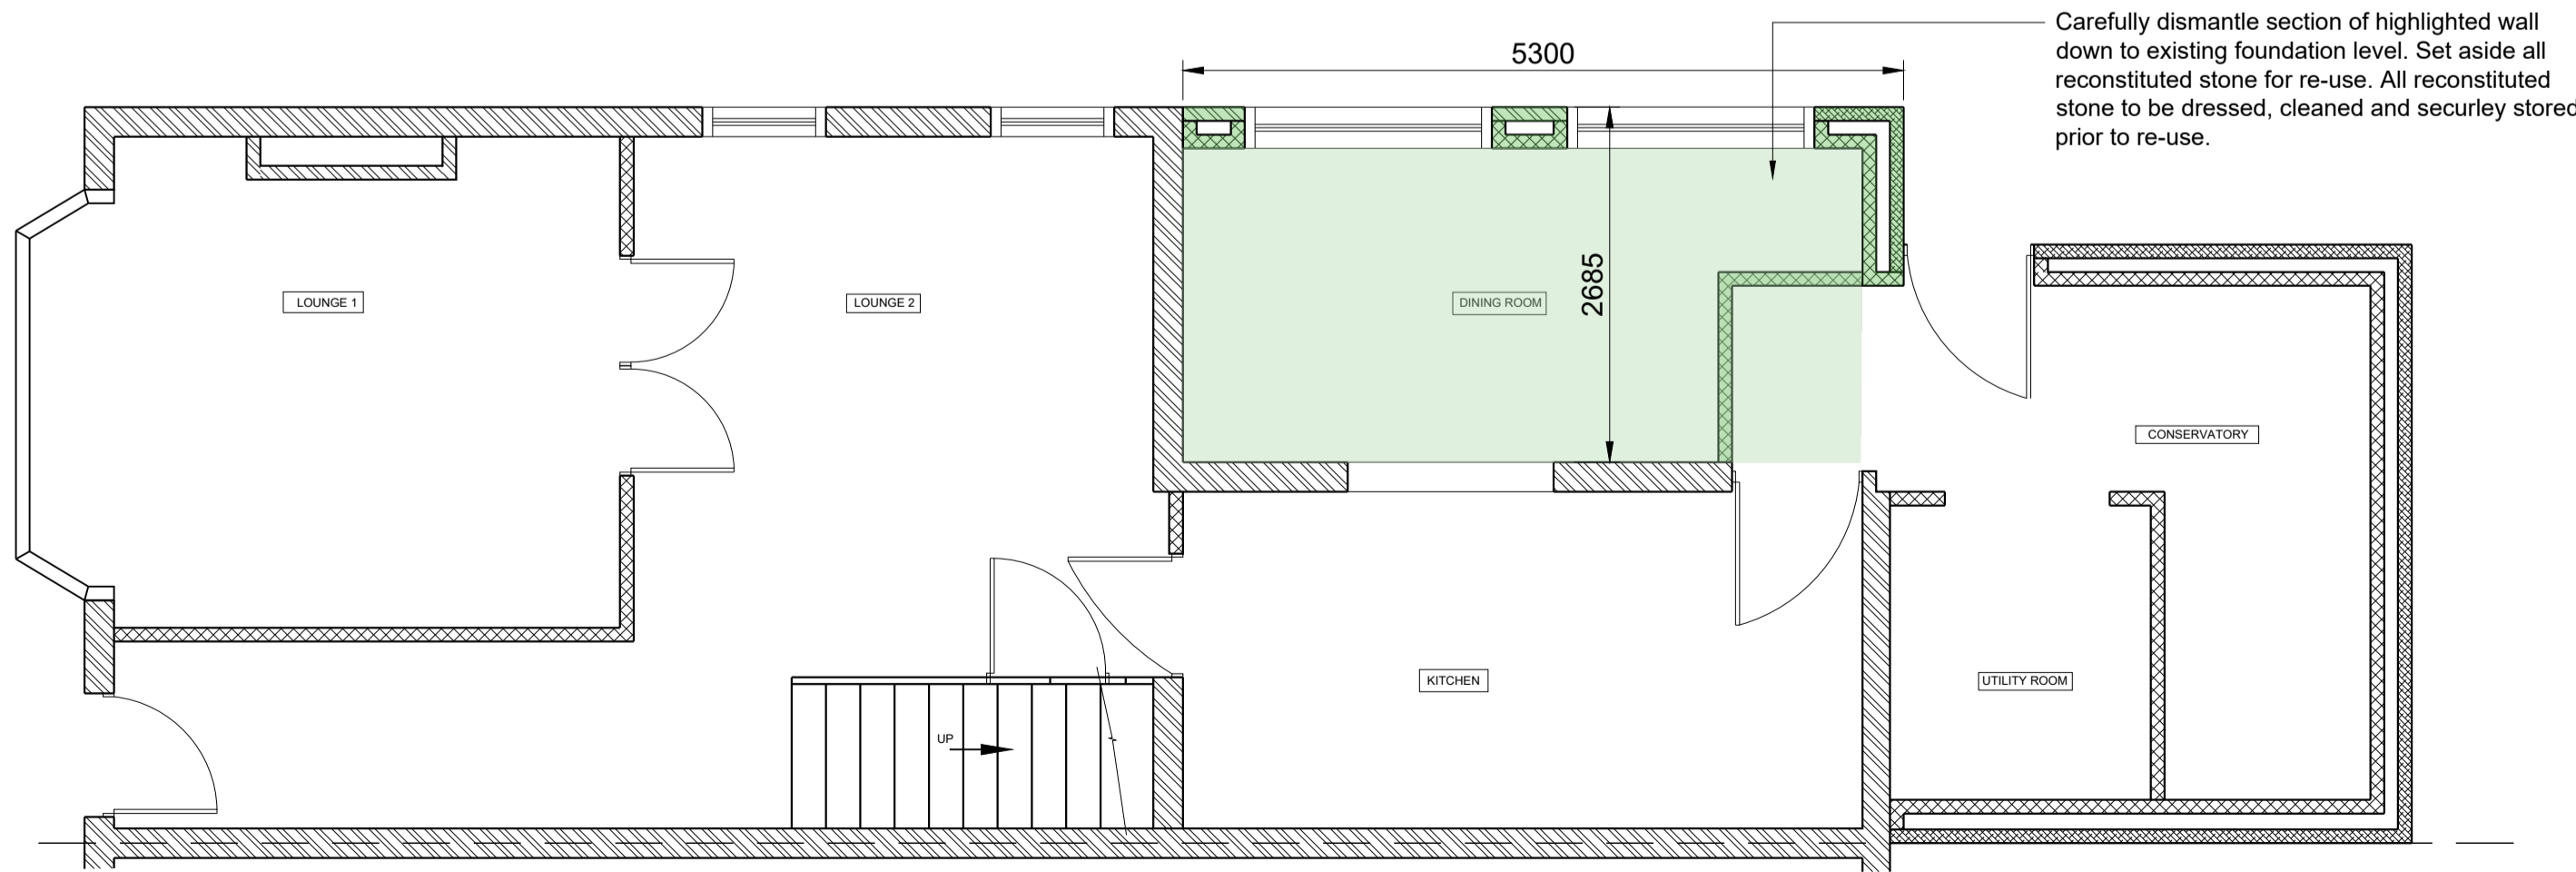 Carefully dismantle section of highlighted wall
down to existing foundation level. Set aside all
reconstituted stone for re-use. All reconstituted
stone to be dressed, cleaned and securley stored
prior to re-use.
5300
2685
LOUNGE 1
LOUNGE 2
DINING ROOM
CONSERVATORY
KITCHEN
UTILITY ROOM
UP